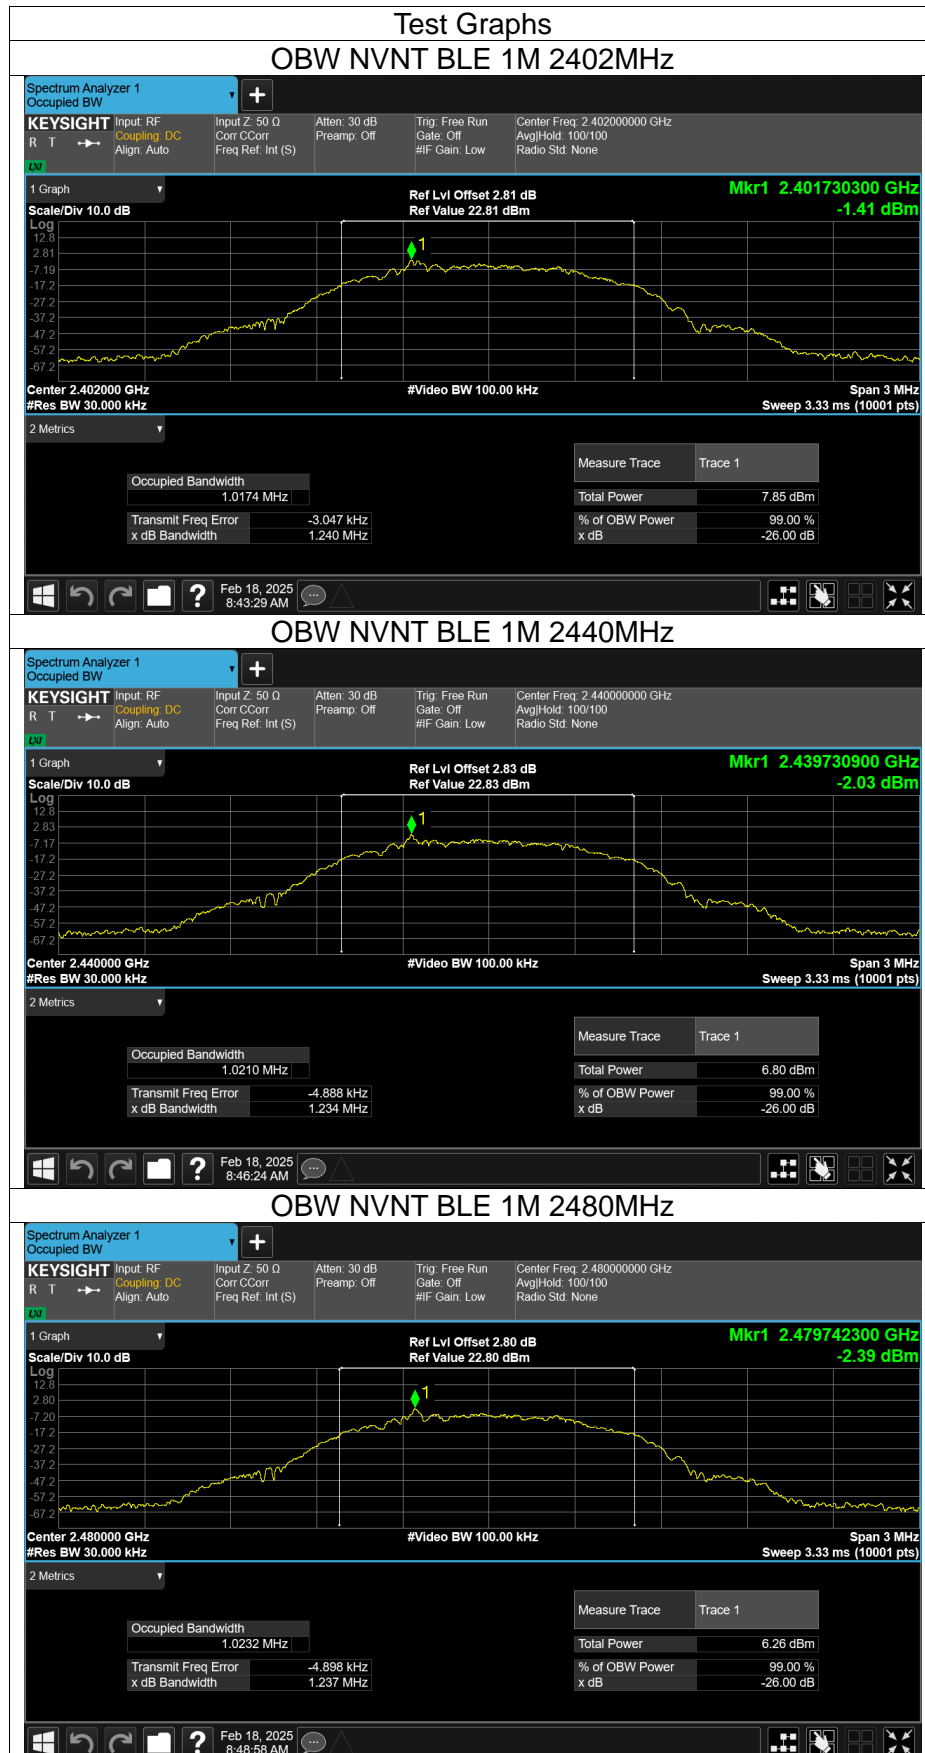 Test Graphs
OBW NVNT BLE 1M 2402MHz
Spectrum Analyzer 1
Occupied BW
+
KEYSIGHT Input: RF Input Z: 50 Ω Atten: 30 dB Trig: Free Run Center Freq: 2.402000000 GHz
R T Coupling: DC Corr CCorr Preamp: Off Gate: Off Avg|Hold: 100/100
Align: Auto Freq Ref: Int (S) #IF Gain: Low Radio Std: None
LXI
1 Graph Ref Lvl Offset 2.81 dB Mkr1 2.401730300 GHz
Scale/Div 10.0 dB Ref Value 22.81 dBm -1.41 dBm
Log
12.8
2.81
-7.19
-17.2
-27.2
-37.2
-47.2
-57.2
-67.2
1
Center 2.402000 GHz #Video BW 100.00 kHz Span 3 MHz
#Res BW 30.000 kHz Sweep 3.33 ms (10001 pts)
2 Metrics
Measure Trace Trace 1
Occupied Bandwidth
1.0174 MHz Total Power 7.85 dBm
Transmit Freq Error -3.047 kHz % of OBW Power 99.00 %
x dB Bandwidth 1.240 MHz x dB -26.00 dB
? Feb 18, 2025
8:43:29 AM
OBW NVNT BLE 1M 2440MHz
Spectrum Analyzer 1
Occupied BW
+
KEYSIGHT Input: RF Input Z: 50 Ω Atten: 30 dB Trig: Free Run Center Freq: 2.440000000 GHz
R T Coupling: DC Corr CCorr Preamp: Off Gate: Off Avg|Hold: 100/100
Align: Auto Freq Ref: Int (S) #IF Gain: Low Radio Std: None
LXI
1 Graph Ref Lvl Offset 2.83 dB Mkr1 2.439730900 GHz
Scale/Div 10.0 dB Ref Value 22.83 dBm -2.03 dBm
Log
12.8
2.83
-7.17
-17.2
-27.2
-37.2
-47.2
-57.2
-67.2
1
Center 2.440000 GHz #Video BW 100.00 kHz Span 3 MHz
#Res BW 30.000 kHz Sweep 3.33 ms (10001 pts)
2 Metrics
Measure Trace Trace 1
Occupied Bandwidth
1.0210 MHz Total Power 6.80 dBm
Transmit Freq Error -4.888 kHz % of OBW Power 99.00 %
x dB Bandwidth 1.234 MHz x dB -26.00 dB
? Feb 18, 2025
8:46:24 AM
OBW NVNT BLE 1M 2480MHz
Spectrum Analyzer 1
Occupied BW
+
KEYSIGHT Input: RF Input Z: 50 Ω Atten: 30 dB Trig: Free Run Center Freq: 2.480000000 GHz
R T Coupling: DC Corr CCorr Preamp: Off Gate: Off Avg|Hold: 100/100
Align: Auto Freq Ref: Int (S) #IF Gain: Low Radio Std: None
LXI
1 Graph Ref Lvl Offset 2.80 dB Mkr1 2.479742300 GHz
Scale/Div 10.0 dB Ref Value 22.80 dBm -2.39 dBm
Log
12.8
2.80
-7.20
-17.2
-27.2
-37.2
-47.2
-57.2
-67.2
1
Center 2.480000 GHz #Video BW 100.00 kHz Span 3 MHz
#Res BW 30.000 kHz Sweep 3.33 ms (10001 pts)
2 Metrics
Measure Trace Trace 1
Occupied Bandwidth
1.0232 MHz Total Power 6.26 dBm
Transmit Freq Error -4.898 kHz % of OBW Power 99.00 %
x dB Bandwidth 1.237 MHz x dB -26.00 dB
? Feb 18, 2025
8:48:58 AM